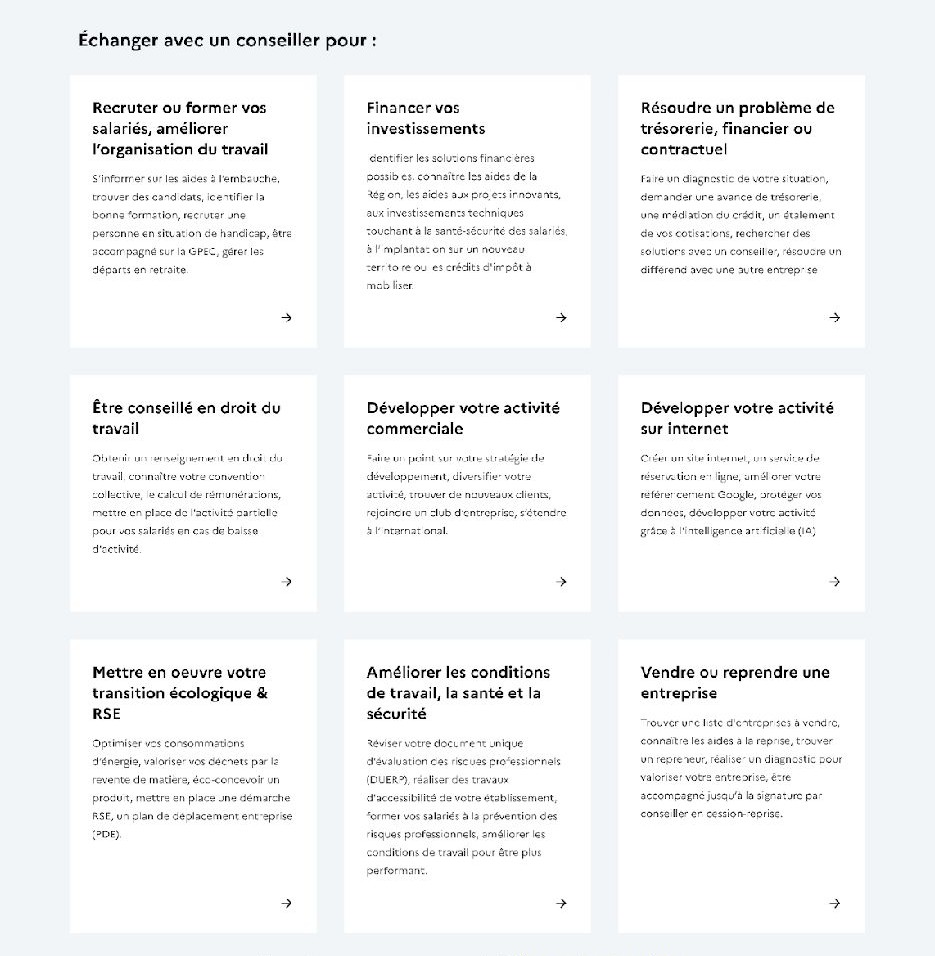 Échanger avec un conseiller pour :
Recruter ou former vos
salariés, améliorer
l'organisation du travail
S'informer sur les aides à l'embauche,
trouver des candidats, identifier la
bonne formation, recruter une
personne en situation de handicap, être
accompagné sur la GPEC, gérer les
départs en retraite.
Financer vos
investissements
Identifier les solutions financières
possibles, connaître les aides de la
Région, les aides aux projets innovants,
aux investissements techniques
touchant à la santé-sécurité des salariés,
à l'implantation sur un nouveau
territoire ou les crédits d'impôt à
mobiliser.
Résoudre un problème de
trésorerie, financier ou
contractuel
Faire un diagnostic de votre situation,
demander une avance de trésorerie,
une médiation du crédit, un étalement
de vos cotisations, rechercher des
solutions avec un conseiller, résoudre un
différend avec une autre entreprise
Être conseillé en droit du
travail
Obtenir un renseignement en droit du
travail, connaître votre convention
collective, le calcul de rémunérations,
mettre en place de l'activité partielle
pour vos salariés en cas de baisse
d'activité.
Développer votre activité
commerciale
Faire un point sur votre stratégie de
développement, diversifier votre
activité, trouver de nouveaux clients,
rejoindre un club d'entreprise, s'étendre
à l'international.
Développer votre activité
sur internet
Créer un site internet, un service de
réservation en ligne, améliorer votre
référencement Google, protéger vos
données, développer votre activité
grâce à l'intelligence artificielle (IA)
Mettre en oeuvre votre
transition écologique &
RSE
Optimiser vos consommations
d'énergie, valoriser vos déchets par la
revente de matière, éco-concevoir un
produit, mettre en place une démarche
RSE, un plan de déplacement entreprise
(PDE).
Améliorer les conditions
de travail, la santé et la
sécurité
Réviser votre document unique
d'évaluation des risques professionnels
(DUERP), réaliser des travaux
d'accessibilité de votre établissement,
former vos salariés à la prévention des
risques professionnels, améliorer les
conditions de travail pour être plus
performant.
Vendre ou reprendre une
entreprise
Trouver une liste d'entreprises à vendre,
connaître les aides à la reprise, trouver
un repreneur, réaliser un diagnostic pour
valoriser votre entreprise, être
accompagné jusqu'à la signature par
conseiller en cession-reprise.